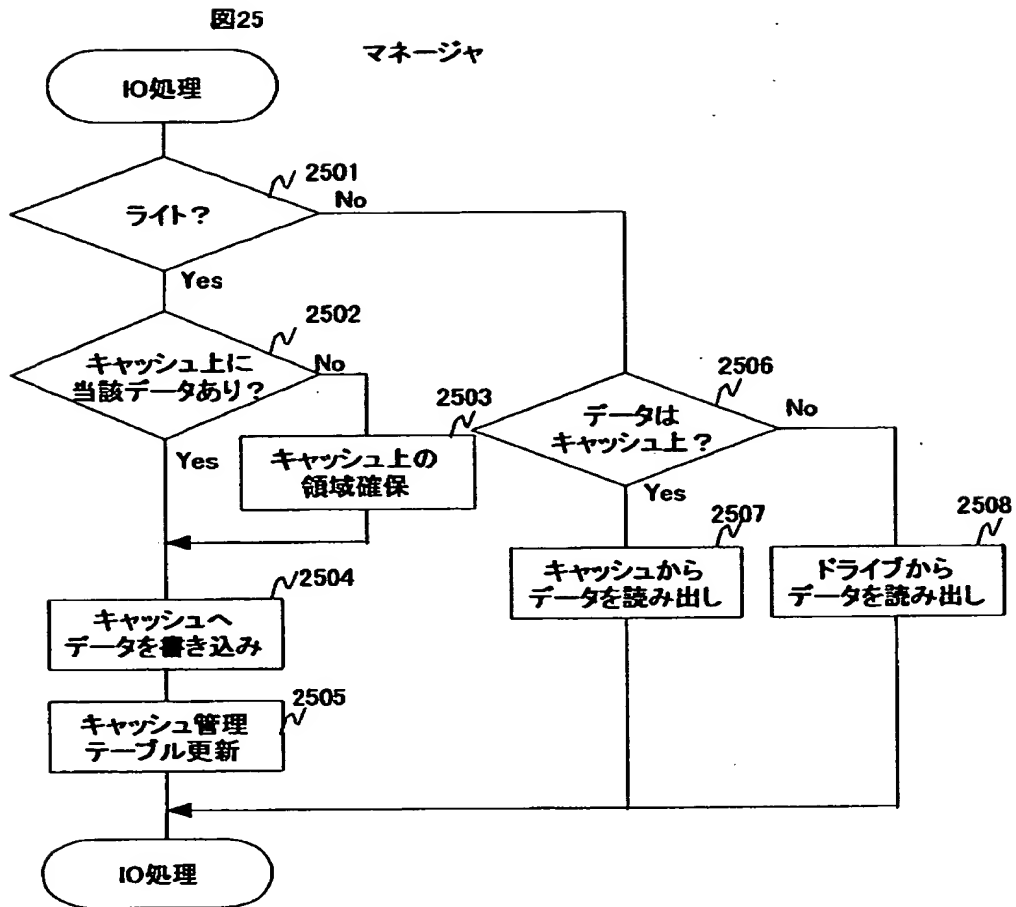 図25
マネージャ
IO処理
2501
ライト?
No
Yes
2502
キャッシュ上に
当該データあり?
No
Yes
2503
キャッシュ上の
領域確保
2504
キャッシュへ
データを書き込み
2505
キャッシュ管理
テーブル更新
2506
データは
キャッシュ上?
No
Yes
2507
キャッシュから
データを読み出し
2508
ドライブから
データを読み出し
IO処理